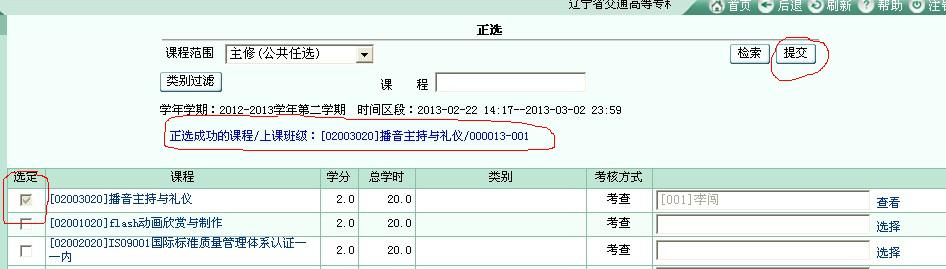 辽宁省交通高等专科 首页 后退 刷新 帮助 注销
正选
课程范围 主修(公共任选) 检索 提交
类别过滤 课 程
学年学期：2012-2013学年第二学期 时间区段：2013-02-22 14:17--2013-03-02 23:59
正选成功的课程/上课班级：[02003020]播音主持与礼仪/000013-001
选定 课程 学分 总学时 类别 考核方式
[02003020]播音主持与礼仪 2.0 20.0 考查 [001]李闯 查看
[02001020]flash动画欣赏与制作 2.0 20.0 考查 选择
[02002020]ISO9001国际标准质量管理体系认证一一内 2.0 20.0 考查 选择